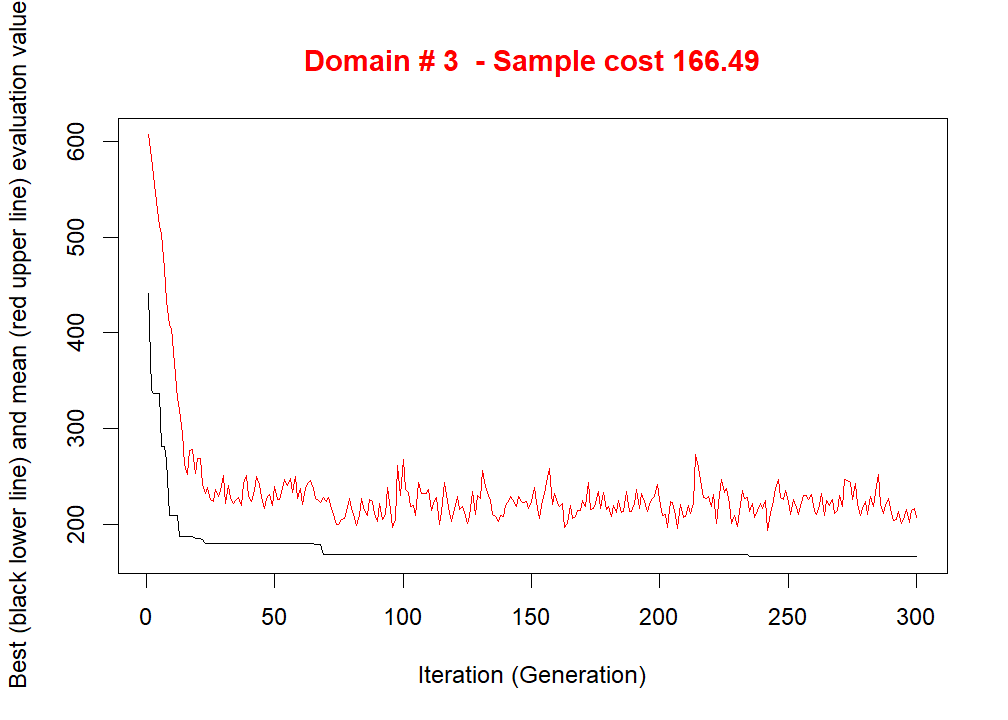 Domain # 3  - Sample cost 166.49
Best (black lower line) and mean (red upper line) evaluation value
600
500
400
300
200
0 50 100 150 200 250 300
Iteration (Generation)